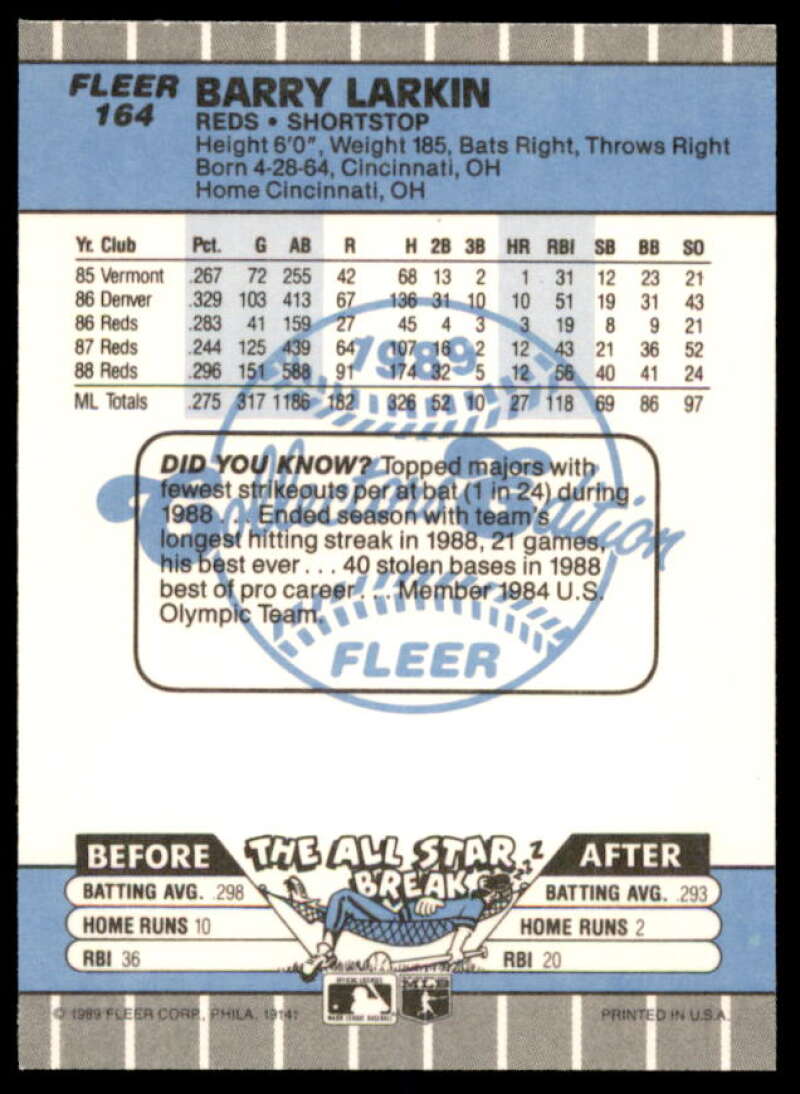 FLEER
164
BARRY LARKIN
REDS • SHORTSTOP
Height 6'0", Weight 185, Bats Right, Throws Right
Born 4-28-64, Cincinnati, OH
Home Cincinnati, OH
Yr. Club Pct. G AB R H 2B 3B HR RBI SB BB SO
85 Vermont .267 72 255 42 68 13 2 1 31 12 23 21
86 Denver .329 103 413 67 136 31 10 10 51 19 31 43
86 Reds .283 41 159 27 45 4 3 3 19 8 9 21
87 Reds .244 125 439 64 107 16 2 12 43 21 36 52
88 Reds .296 151 588 91 174 32 5 12 56 40 41 24
ML Totals .275 317 1186 182 326 52 10 27 118 69 86 97
1989
Collectors Edition
FLEER
DID YOU KNOW? Topped majors with
fewest strikeouts per at bat (1 in 24) during
1988 . . . Ended season with team's
longest hitting streak in 1988, 21 games,
his best ever . . . 40 stolen bases in 1988
best of pro career . . . Member 1984 U.S.
Olympic Team.
BEFORE THE ALL STAR BREAK ZZZZ AFTER
BATTING AVG. .298 BATTING AVG. .293
HOME RUNS 10 HOME RUNS 2
RBI 36 RBI 20
MLB
© 1989 FLEER CORP., PHILA. 19141 PRINTED IN U.S.A.